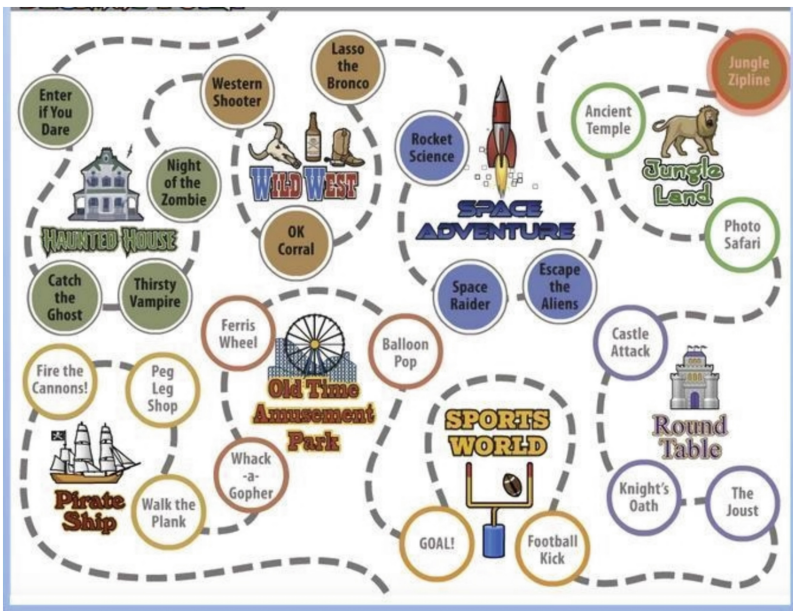 Enter
if You
Dare
Night
of the
Zombie
HAUNTED HOUSE
Catch
the
Ghost
Thirsty
Vampire
Western
Shooter
Lasso
the
Bronco
WILD WEST
OK
Corral
Rocket
Science
SPACE
ADVENTURE
Space
Raider
Escape
the
Aliens
Jungle
Zipline
Ancient
Temple
Jungle
Land
Photo
Safari
Castle
Attack
Round
Table
Knight's
Oath
The
Joust
SPORTS
WORLD
GOAL!
Football
Kick
Ferris
Wheel
Balloon
Pop
Old Time
Amusement
Park
Whack
-a-
Gopher
Fire the
Cannons!
Peg
Leg
Shop
Pirate
Ship
Walk the
Plank